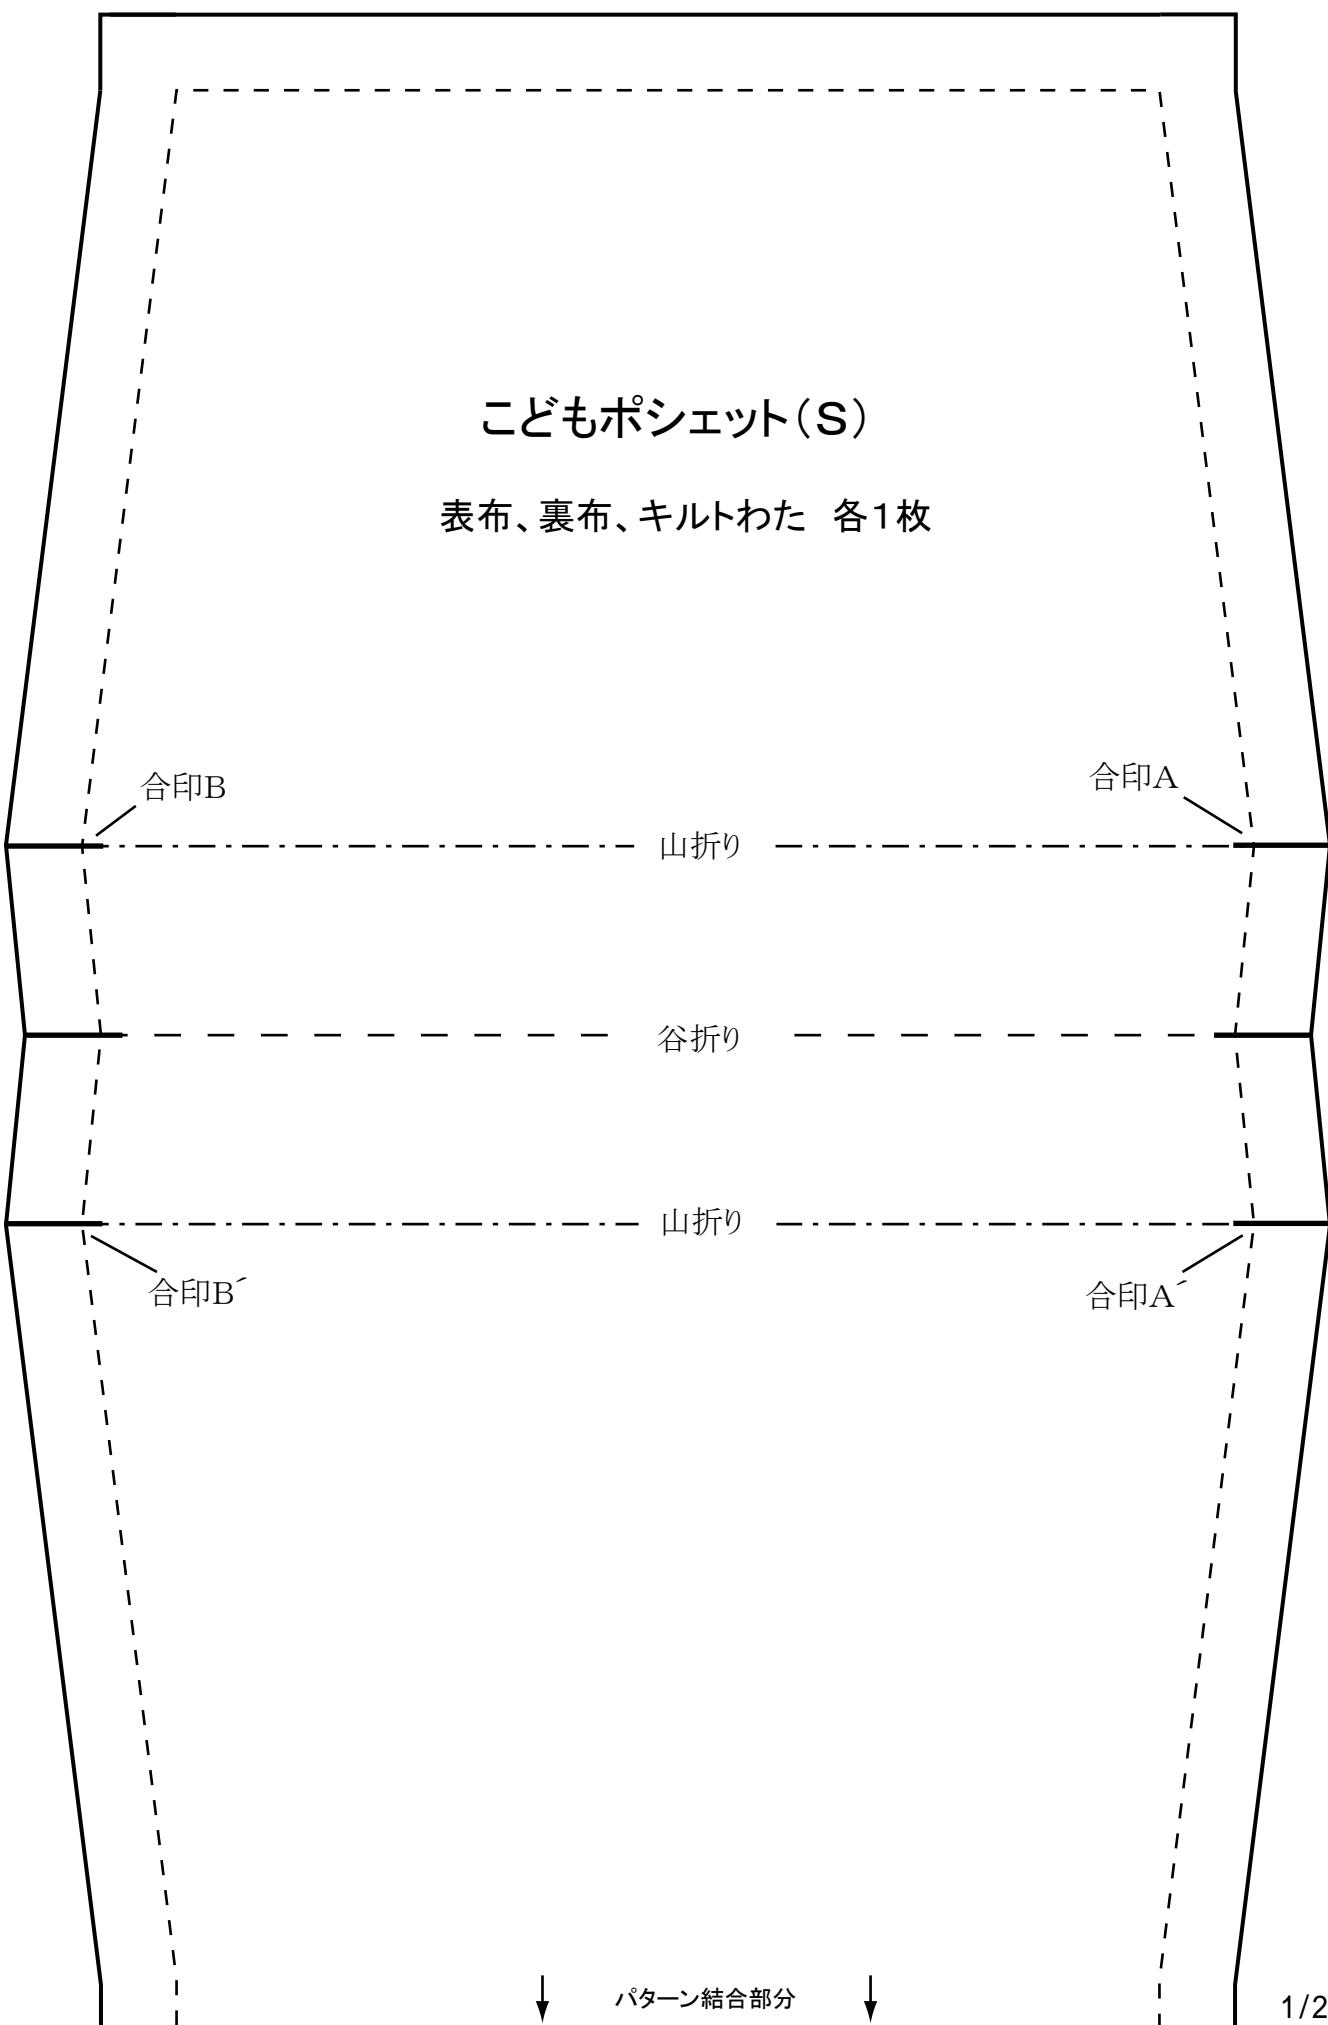 こどもポシェット(S)
表布、裏布、キルトわた 各1枚
合印B
合印A
山折り
谷折り
山折り
合印B´
合印A´
パターン結合部分
1/2